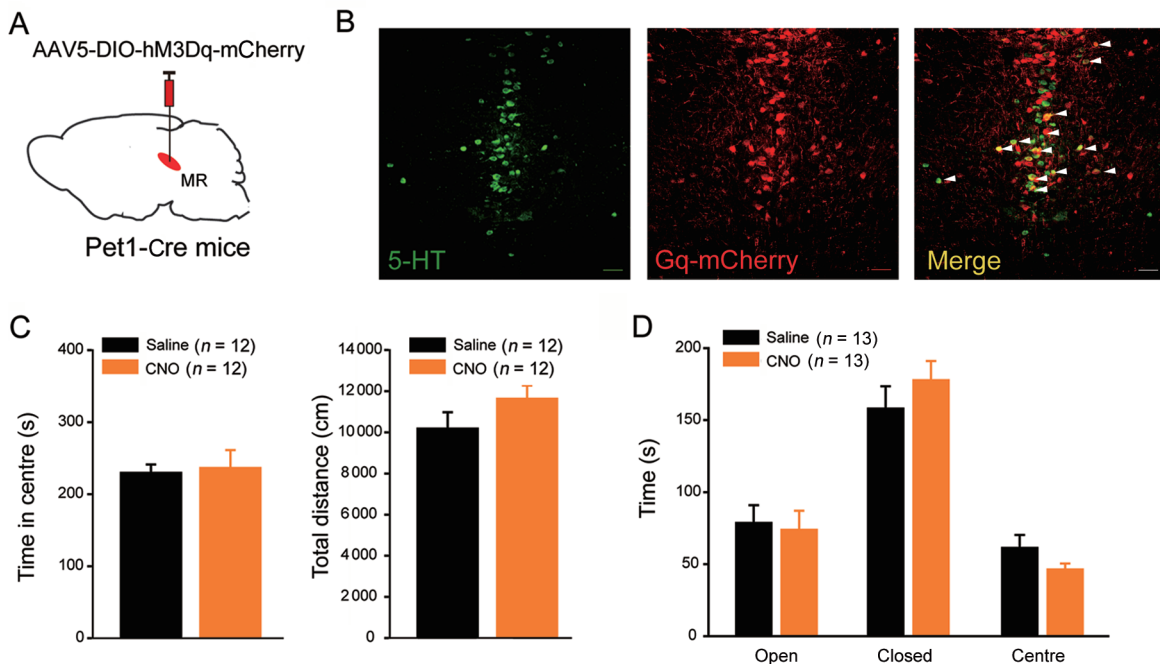 A
AAV5-DIO-hM3Dq-mCherry
MR
Pet1-Cre mice
B
5-HT
Gq-mCherry
Merge
C
Saline (n = 12)
CNO (n = 12)
Time in centre (s)
400
300
200
100
0
Saline (n = 12)
CNO (n = 12)
Total distance (cm)
14 000
12 000
10 000
8 000
6 000
4 000
2 000
0
D
Saline (n = 13)
CNO (n = 13)
Time (s)
200
150
100
50
0
Open Closed Centre